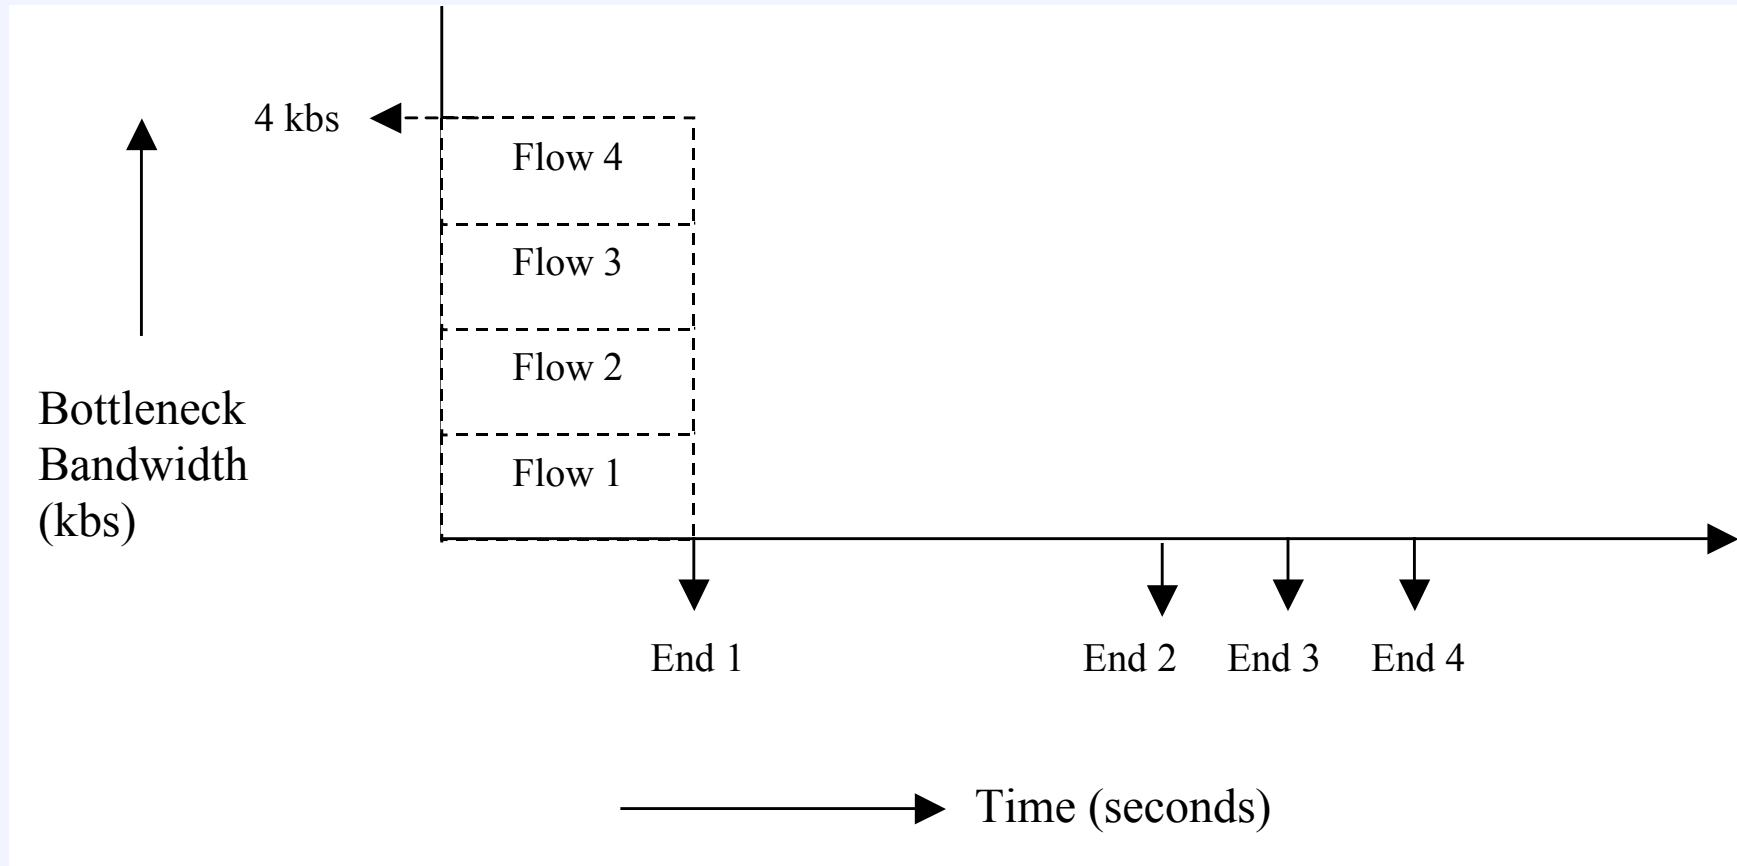 4 kbs
Flow 4
Flow 3
Flow 2
Flow 1
Bottleneck
Bandwidth
(kbs)
End 1
End 2
End 3
End 4
Time (seconds)